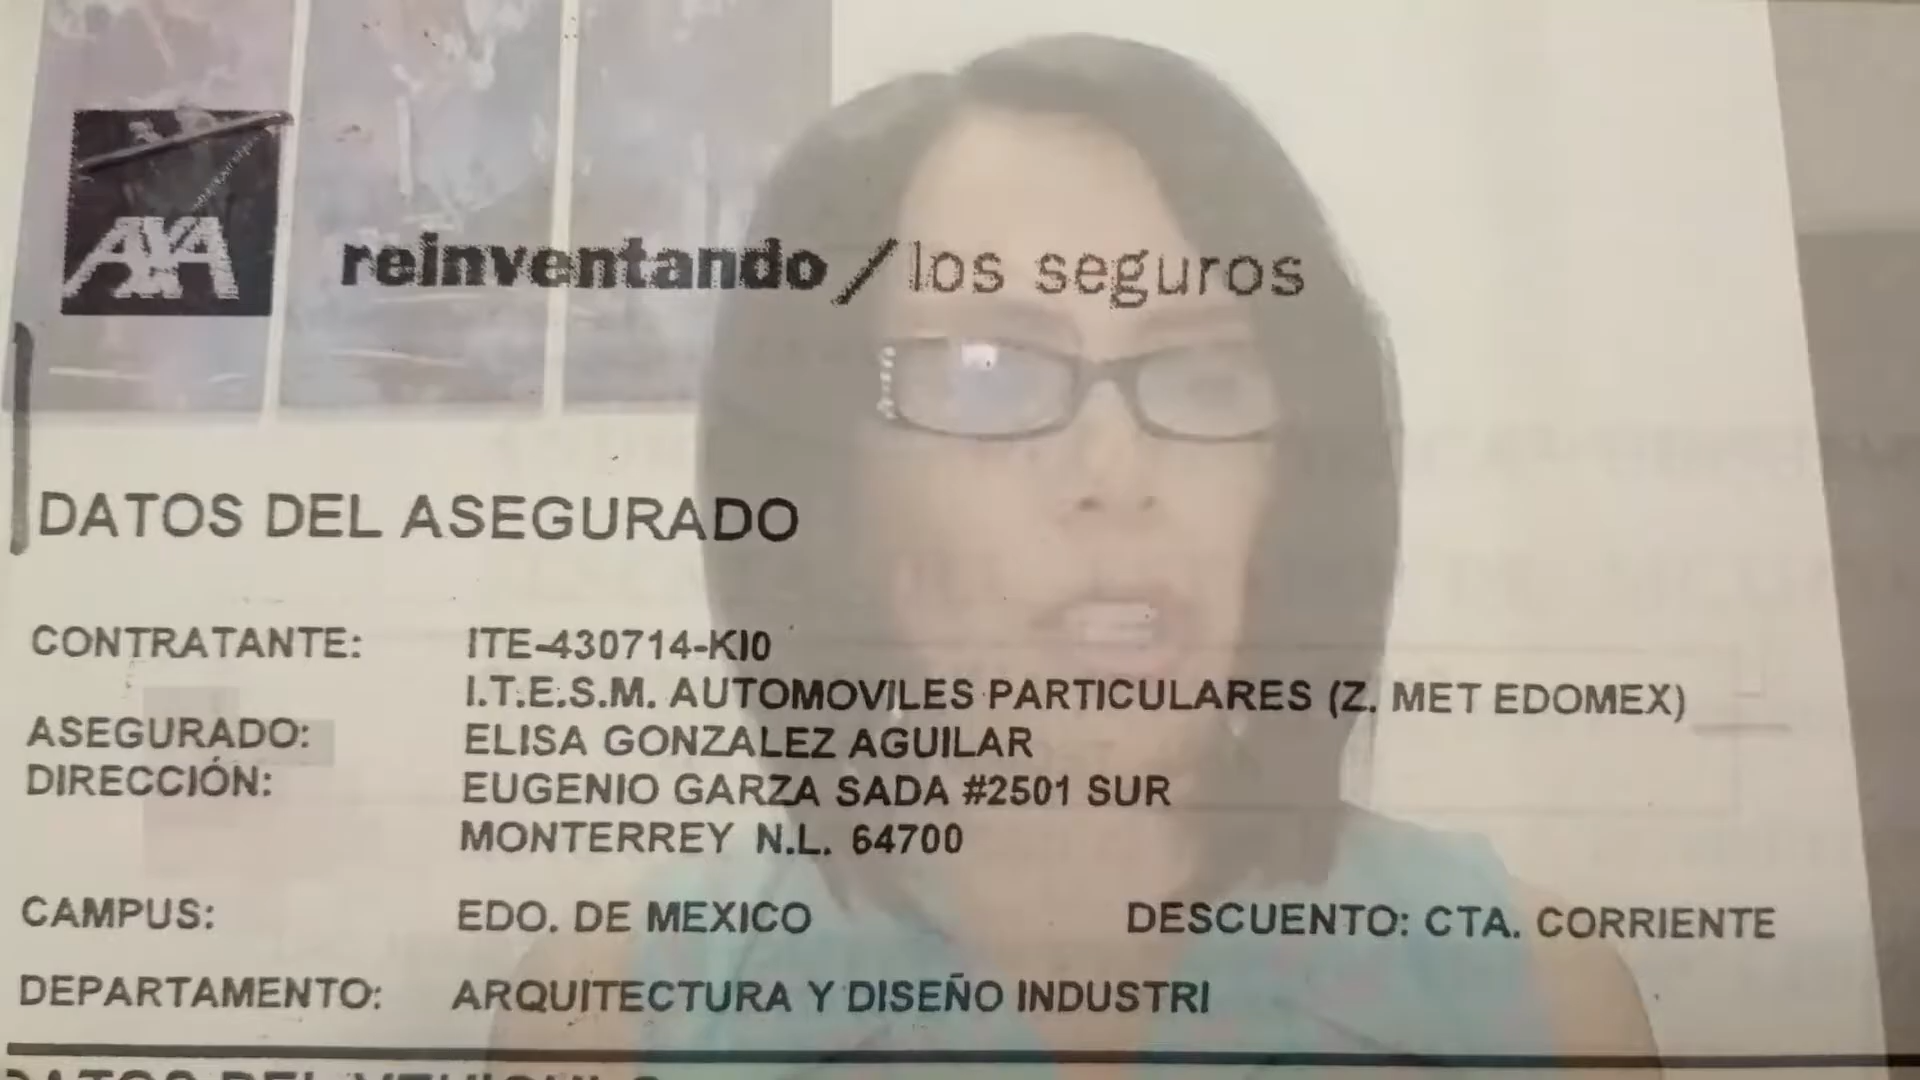 AXA
reinventando / los seguros
DATOS DEL ASEGURADO
CONTRATANTE: ITE-430714-KI0
I.T.E.S.M. AUTOMOVILES PARTICULARES (Z. MET EDOMEX)
ASEGURADO: ELISA GONZALEZ AGUILAR
DIRECCIÓN: EUGENIO GARZA SADA #2501 SUR
MONTERREY N.L. 64700
CAMPUS: EDO. DE MEXICO DESCUENTO: CTA. CORRIENTE
DEPARTAMENTO: ARQUITECTURA Y DISEÑO INDUSTRI